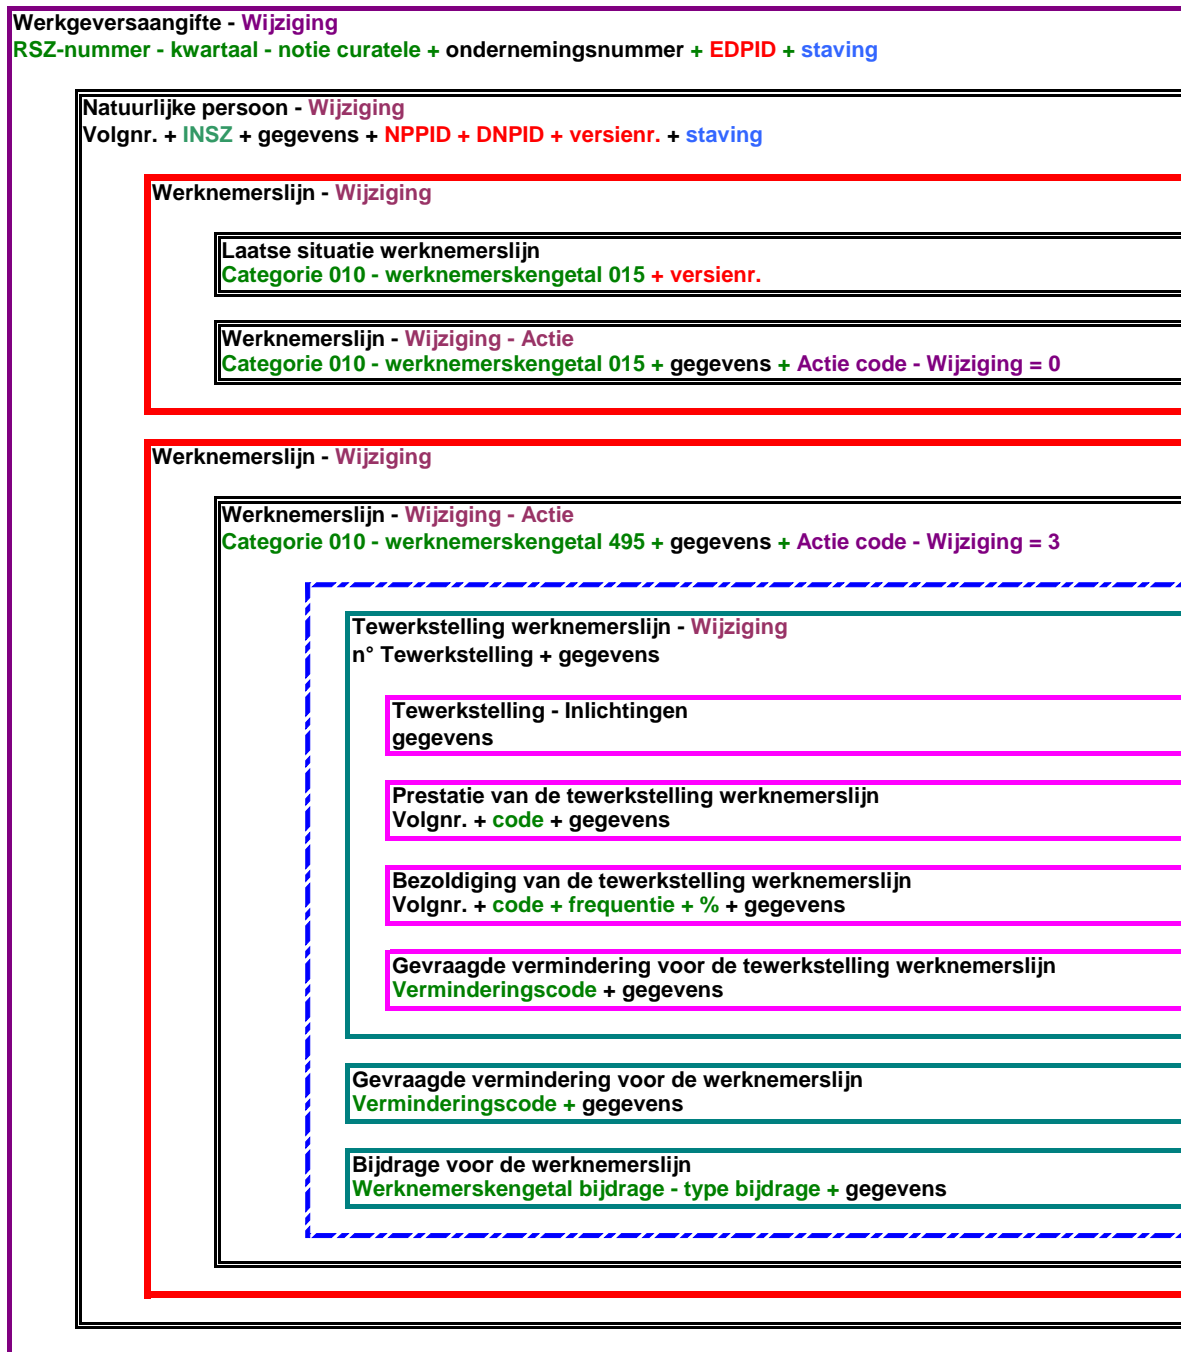 Werkgeversaangifte - Wijziging
RSZ-nummer - kwartaal - notie curatele + ondernemingsnummer + EDPID + staving
Natuurlijke persoon - Wijziging
Volgnr. + INSZ + gegevens + NPPID + DNPID + versienr. + staving
Werknemerslijn - Wijziging
Laatse situatie werknemerslijn
Categorie 010 - werknemerskengetal 015 + versienr.
Werknemerslijn - Wijziging - Actie
Categorie 010 - werknemerskengetal 015 + gegevens + Actie code - Wijziging = 0
Werknemerslijn - Wijziging
Werknemerslijn - Wijziging - Actie
Categorie 010 - werknemerskengetal 495 + gegevens + Actie code - Wijziging = 3
Tewerkstelling werknemerslijn - Wijziging
n° Tewerkstelling + gegevens
Tewerkstelling - Inlichtingen
gegevens
Prestatie van de tewerkstelling werknemerslijn
Volgnr. + code + gegevens
Bezoldiging van de tewerkstelling werknemerslijn
Volgnr. + code + frequentie + % + gegevens
Gevraagde vermindering voor de tewerkstelling werknemerslijn
Verminderingscode + gegevens
Gevraagde vermindering voor de werknemerslijn
Verminderingscode + gegevens
Bijdrage voor de werknemerslijn
Werknemerskengetal bijdrage - type bijdrage + gegevens